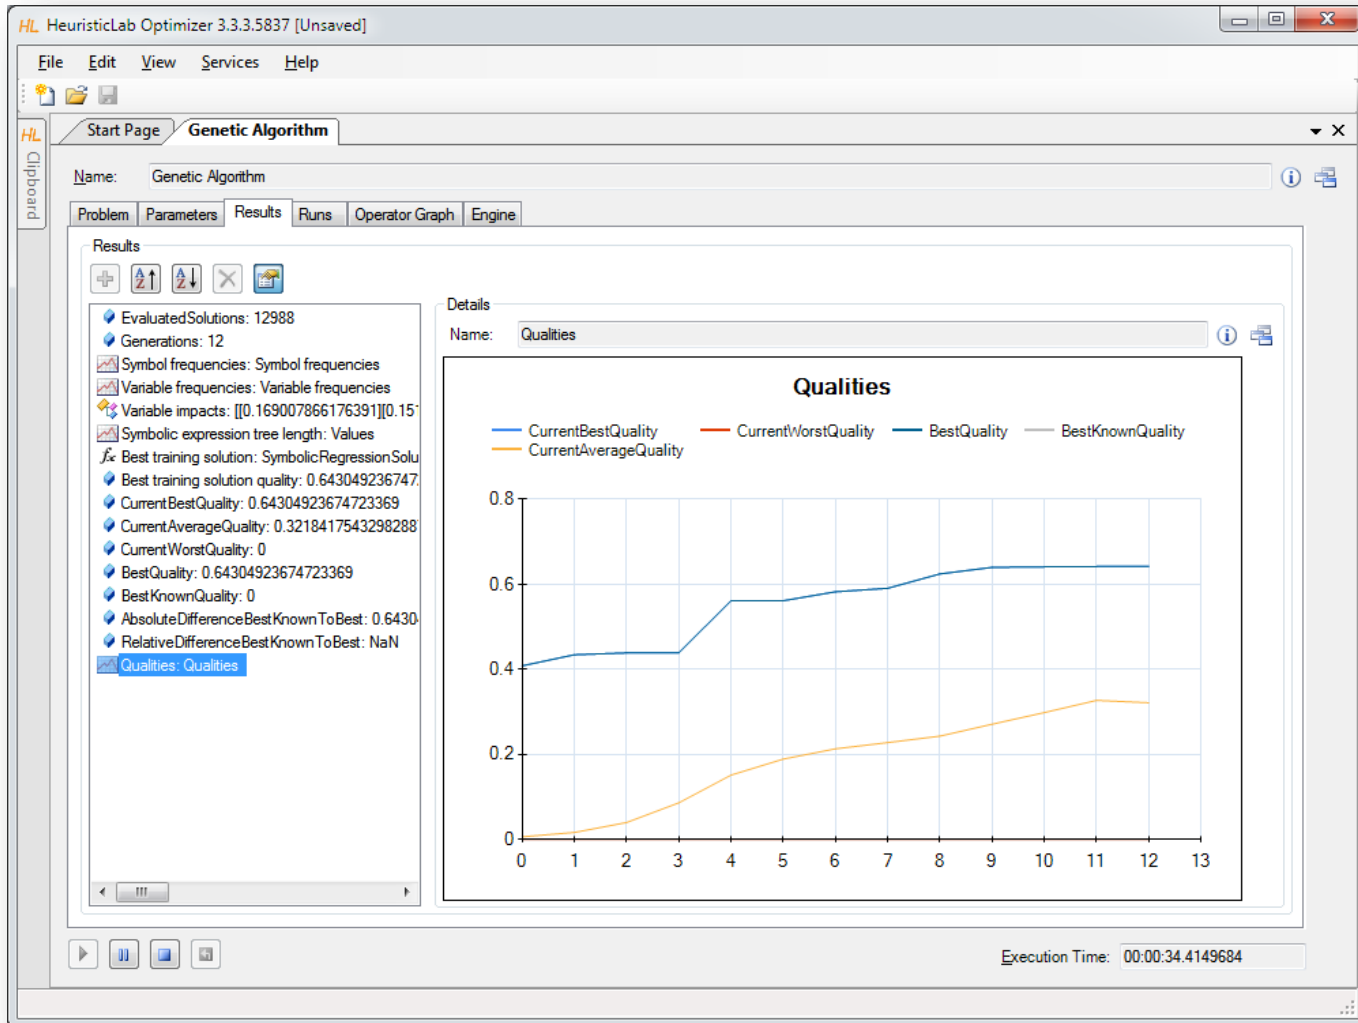 HL HeuristicLab Optimizer 3.3.3.5837 [Unsaved]
File Edit View Services Help
HL Clipboard
Start Page Genetic Algorithm
Name: Genetic Algorithm
Problem Parameters Results Runs Operator Graph Engine
Results
EvaluatedSolutions: 12988
Generations: 12
Symbol frequencies: Symbol frequencies
Variable frequencies: Variable frequencies
Variable impacts: [[0.169007866176391][0.15
Symbolic expression tree length: Values
Best training solution: SymbolicRegressionSolu
Best training solution quality: 0.643049236747
CurrentBestQuality: 0.64304923674723369
CurrentAverageQuality: 0.3218417543298288
CurrentWorstQuality: 0
BestQuality: 0.64304923674723369
BestKnownQuality: 0
AbsoluteDifferenceBestKnownToBest: 0.6430
RelativeDifferenceBestKnownToBest: NaN
Qualities: Qualities
Details
Name: Qualities
Qualities
CurrentBestQuality CurrentWorstQuality BestQuality BestKnownQuality
CurrentAverageQuality
0.8
0.6
0.4
0.2
0
0 1 2 3 4 5 6 7 8 9 10 11 12 13
Execution Time: 00:00:34.4149684